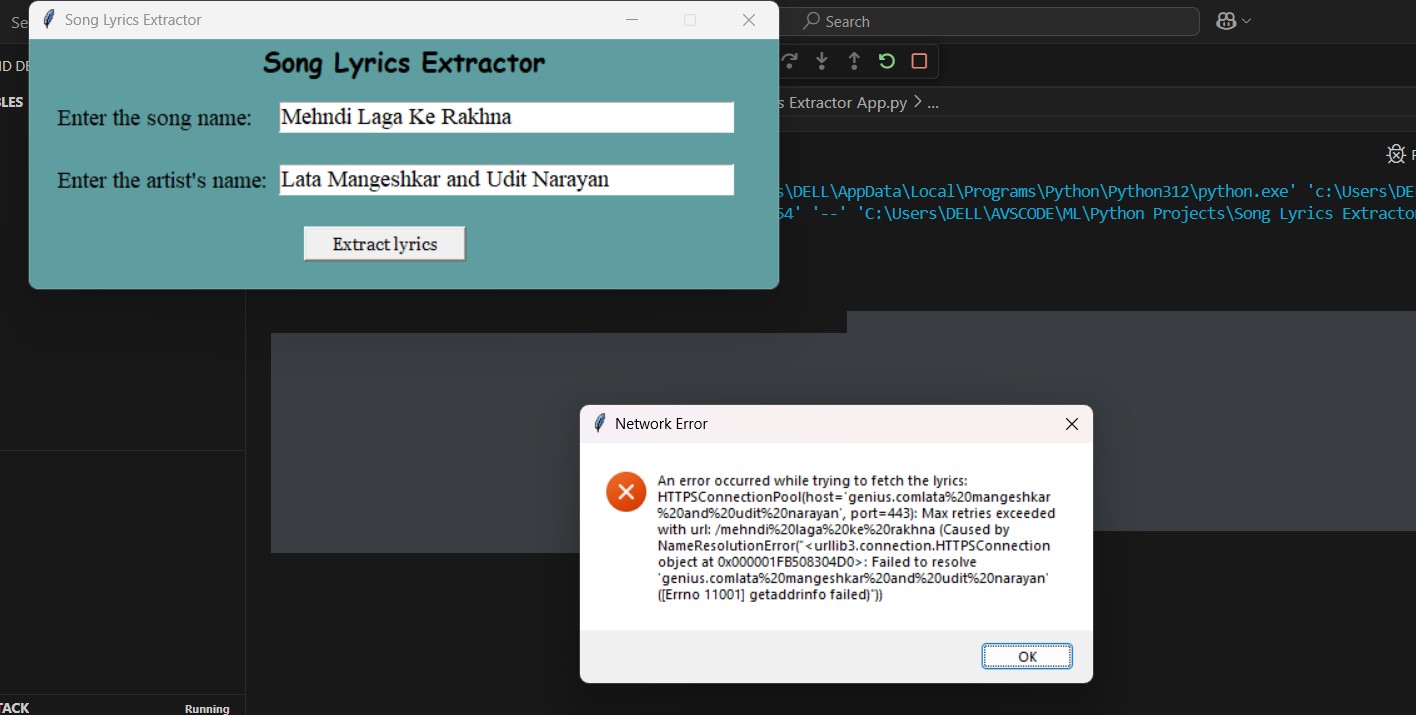 Song Lyrics Extractor
Search
Song Lyrics Extractor
Enter the song name: Mehndi Laga Ke Rakhna
Extractor App.py > ...
Enter the artist's name: Lata Mangeshkar and Udit Narayan
\DELL\AppData\Local\Programs\Python\Python312\python.exe' 'c:\Users\DE
54' '--' 'C:\Users\DELL\AVSCODE\ML\Python Projects\Song Lyrics Extracto
Extract lyrics
Network Error
An error occurred while trying to fetch the lyrics:
HTTPSConnectionPool(host='genius.comlata%20mangeshkar
%20and%20udit%20narayan', port=443): Max retries exceeded
with url: /mehndi%20laga%20ke%20rakhna (Caused by
NameResolutionError("<urllib3.connection.HTTPSConnection
object at 0x000001FB508304D0>: Failed to resolve
'genius.comlata%20mangeshkar%20and%20udit%20narayan'
([Errno 11001] getaddrinfo failed)"))
OK
TACK Running